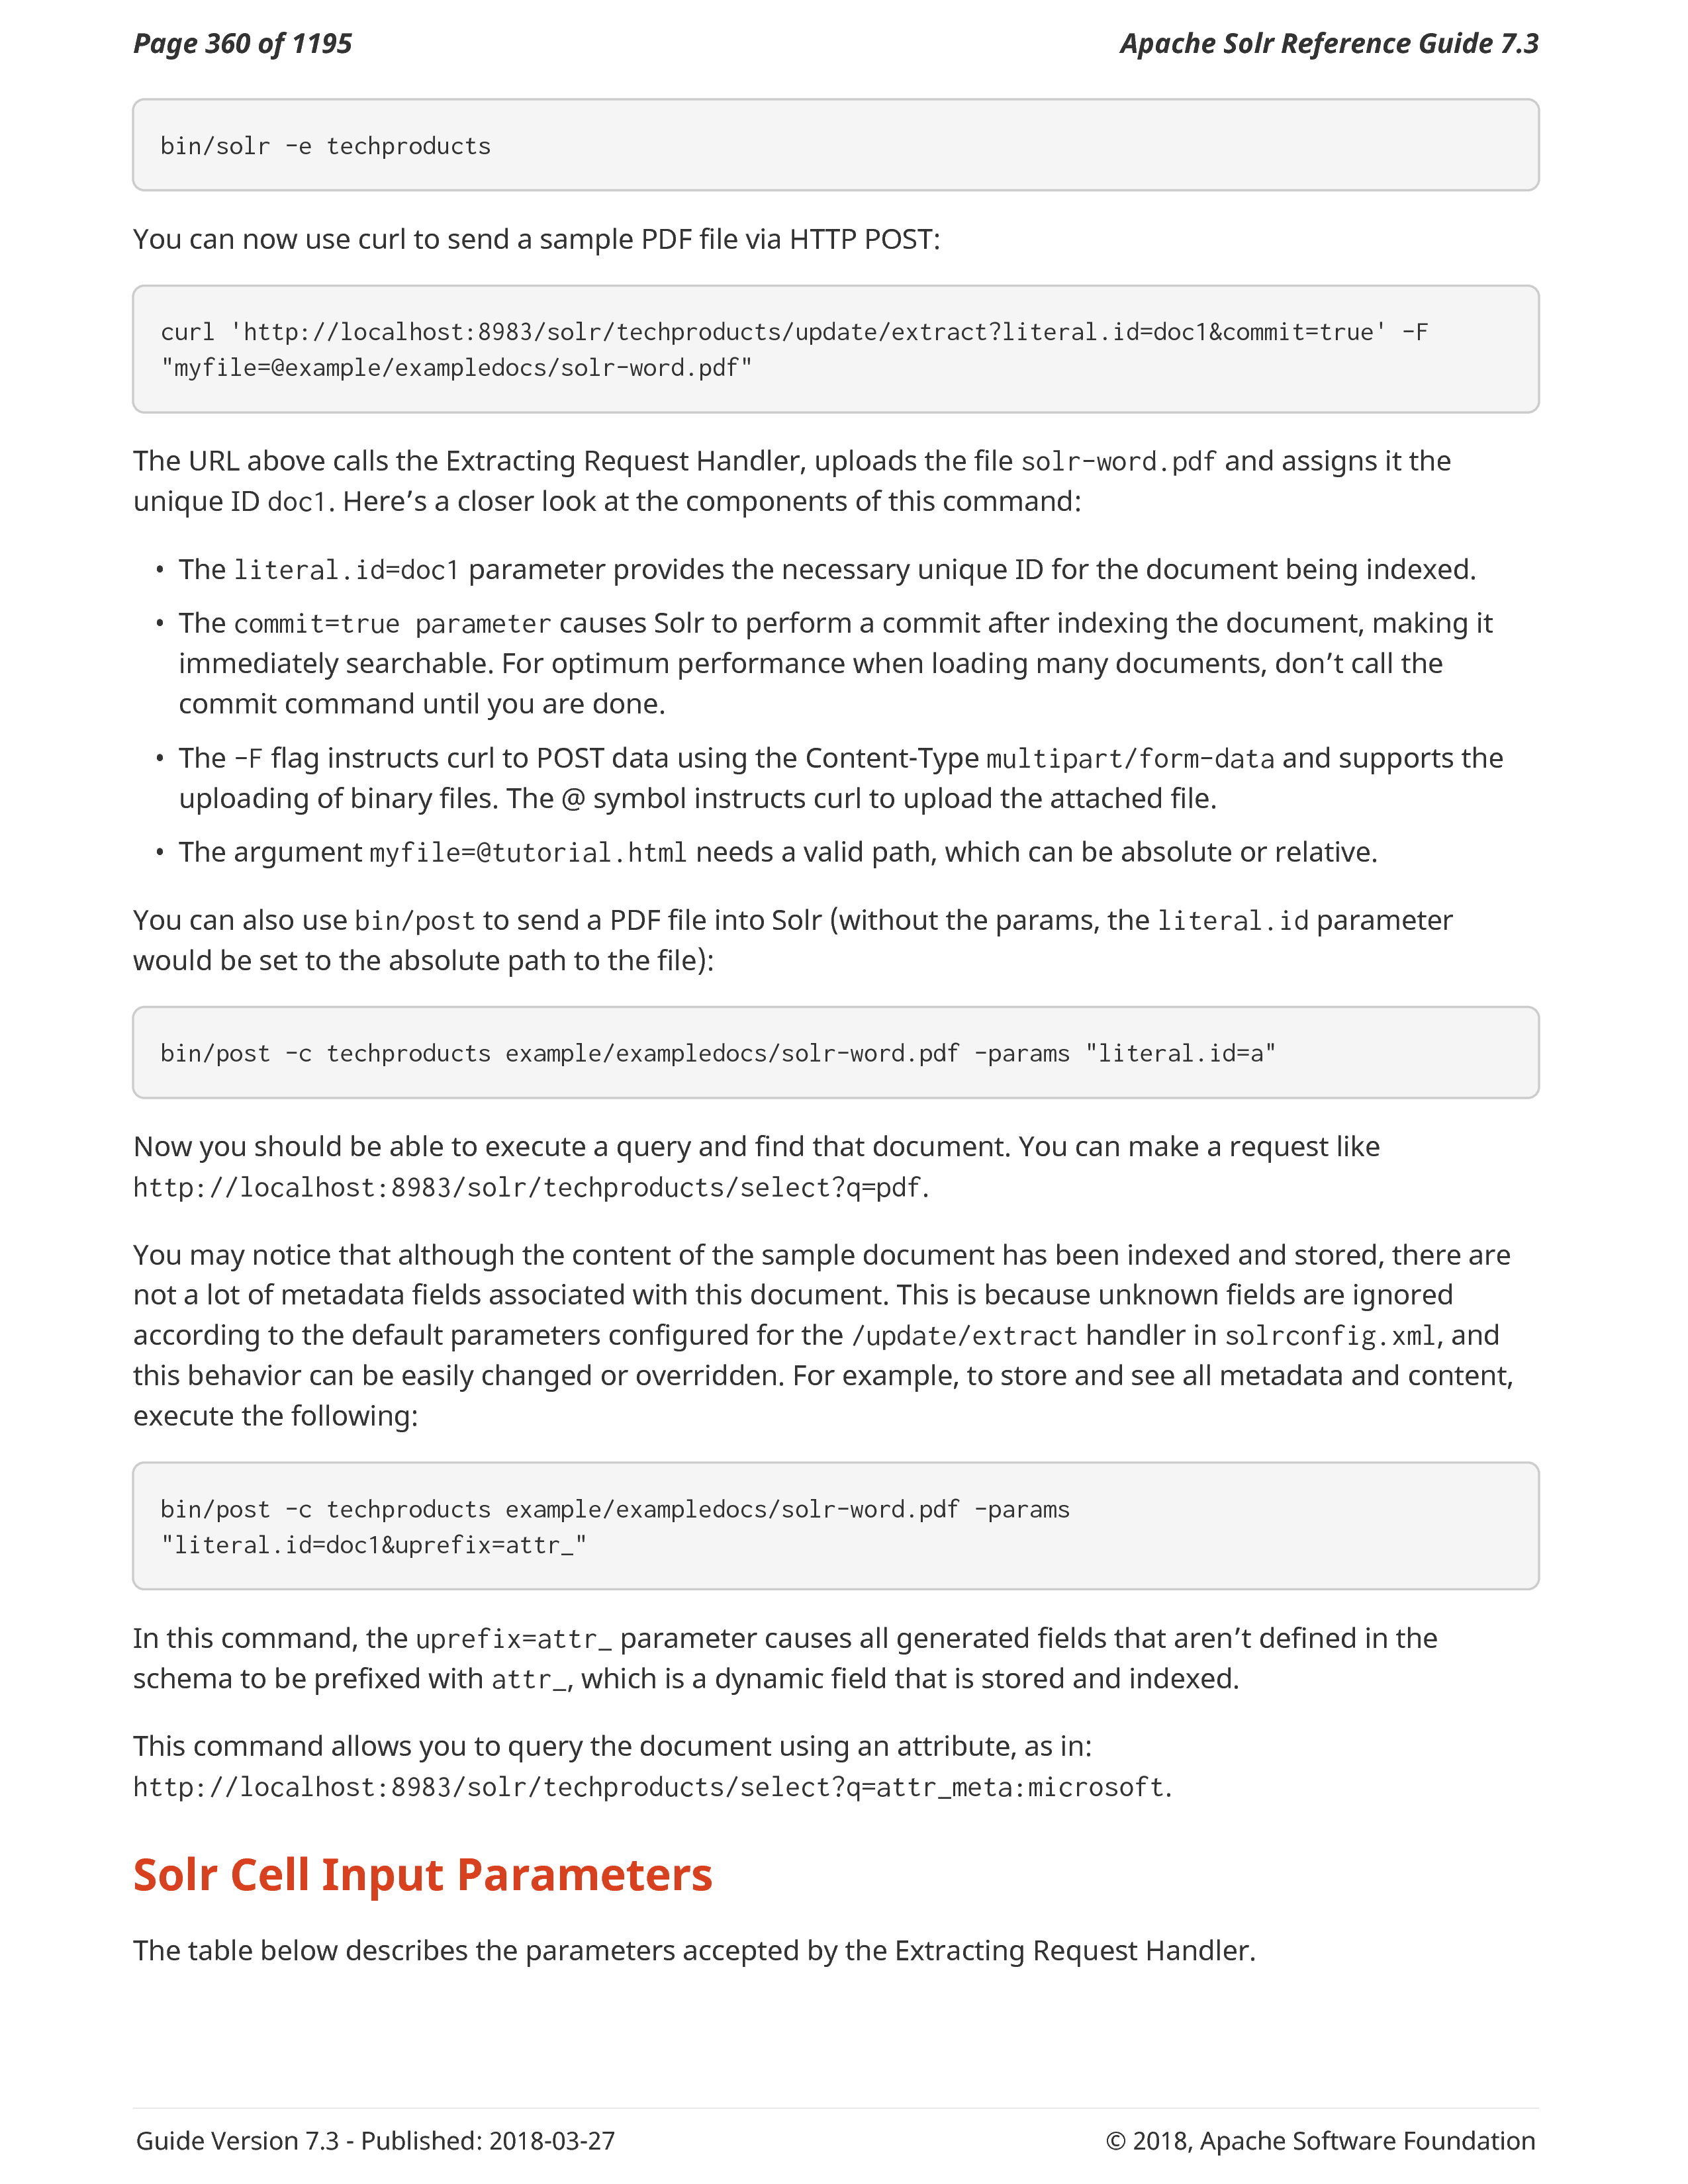 Page 360 of 1195
Apache Solr Reference Guide 7.3
bin/solr -e techproducts
You can now use curl to send a sample PDF file via HTTP POST:
curl 'http://localhost:8983/solr/techproducts/update/extract?literal.id=doc1&commit=true' -F
"myfile=@example/exampledocs/solr-word.pdf"
The URL above calls the Extracting Request Handler, uploads the file solr-word.pdf and assigns it the
unique ID doc1. Here’s a closer look at the components of this command:
• The literal.id=doc1 parameter provides the necessary unique ID for the document being indexed.
• The commit=true parameter causes Solr to perform a commit after indexing the document, making it
immediately searchable. For optimum performance when loading many documents, don’t call the
commit command until you are done.
• The -F flag instructs curl to POST data using the Content-Type multipart/form-data and supports the
uploading of binary files. The @ symbol instructs curl to upload the attached file.
• The argument myfile=@tutorial.html needs a valid path, which can be absolute or relative.
You can also use bin/post to send a PDF file into Solr (without the params, the literal.id parameter
would be set to the absolute path to the file):
bin/post -c techproducts example/exampledocs/solr-word.pdf -params "literal.id=a"
Now you should be able to execute a query and find that document. You can make a request like
http://localhost:8983/solr/techproducts/select?q=pdf.
You may notice that although the content of the sample document has been indexed and stored, there are
not a lot of metadata fields associated with this document. This is because unknown fields are ignored
according to the default parameters configured for the /update/extract handler in solrconfig.xml, and
this behavior can be easily changed or overridden. For example, to store and see all metadata and content,
execute the following:
bin/post -c techproducts example/exampledocs/solr-word.pdf -params
"literal.id=doc1&uprefix=attr_"
In this command, the uprefix=attr_ parameter causes all generated fields that aren’t defined in the
schema to be prefixed with attr_, which is a dynamic field that is stored and indexed.
This command allows you to query the document using an attribute, as in:
http://localhost:8983/solr/techproducts/select?q=attr_meta:microsoft.
Solr Cell Input Parameters
The table below describes the parameters accepted by the Extracting Request Handler.
Guide Version 7.3 - Published: 2018-03-27
© 2018, Apache Software Foundation